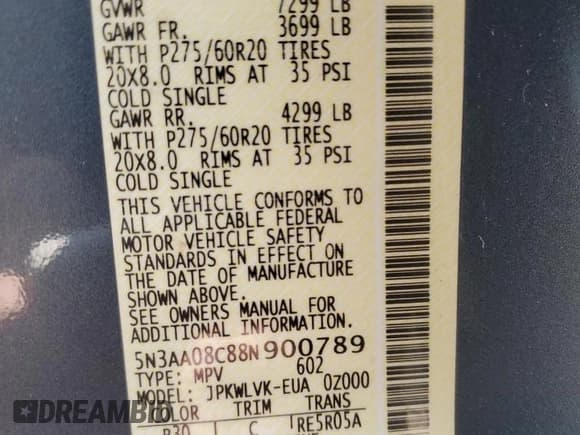 GVWR 7299 LB
GAWR FR. 3699 LB
WITH P275/60R20 TIRES
20X8.0 RIMS AT 35 PSI
COLD SINGLE
GAWR RR. 4299 LB
WITH P275/60R20 TIRES
20X8.0 RIMS AT 35 PSI
COLD SINGLE
THIS VEHICLE CONFORMS TO
ALL APPLICABLE FEDERAL
MOTOR VEHICLE SAFETY
STANDARDS IN EFFECT ON
THE DATE OF MANUFACTURE
SHOWN ABOVE.
SEE OWNERS MANUAL FOR
ADDITIONAL INFORMATION.
5N3AA08C88N900789
TYPE: MPV 602
MODEL: JPKWLVK-EUA 0Z000
COLOR TRIM TRANS
B30 C RE5R05A
DREAMBID